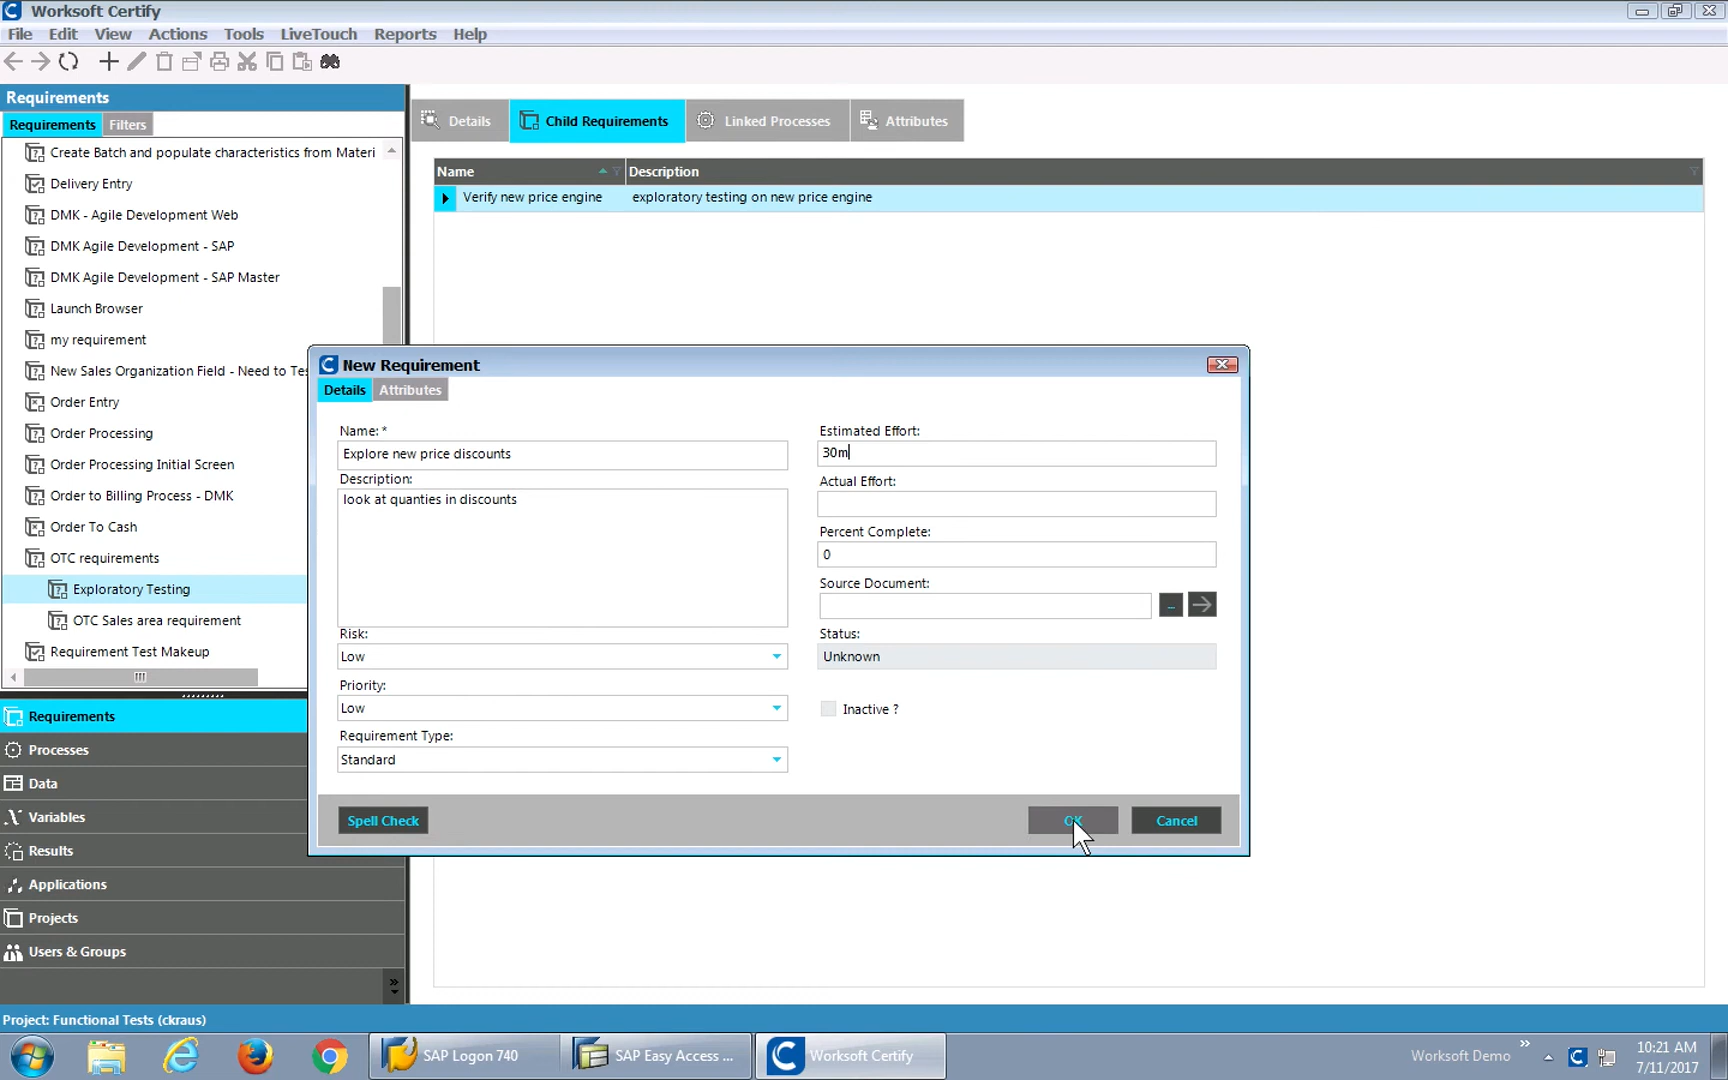 Worksoft Certify
File Edit View Actions Tools LiveTouch Reports Help
Requirements
Requirements Filters
Create Batch and populate characteristics from Materi
Delivery Entry
DMK - Agile Development Web
DMK Agile Development - SAP
DMK Agile Development - SAP Master
Launch Browser
my requirement
New Sales Organization Field - Need to Tes
Order Entry
Order Processing
Order Processing Initial Screen
Order to Billing Process - DMK
Order To Cash
OTC requirements
Exploratory Testing
OTC Sales area requirement
Requirement Test Makeup
Requirements
Processes
Data
Variables
Results
Applications
Projects
Users & Groups
Details Child Requirements Linked Processes Attributes
Name Description
Verify new price engine exploratory testing on new price engine
New Requirement
Details Attributes
Name: *
Explore new price discounts
Description:
look at quanties in discounts
Risk:
Low
Priority:
Low
Requirement Type:
Standard
Estimated Effort:
30m
Actual Effort:
Percent Complete:
0
Source Document:
...
Status:
Unknown
Inactive ?
Spell Check OK Cancel
Project: Functional Tests (ckraus)
SAP Logon 740 SAP Easy Access ... Worksoft Certify
Worksoft Demo
10:21 AM
7/11/2017